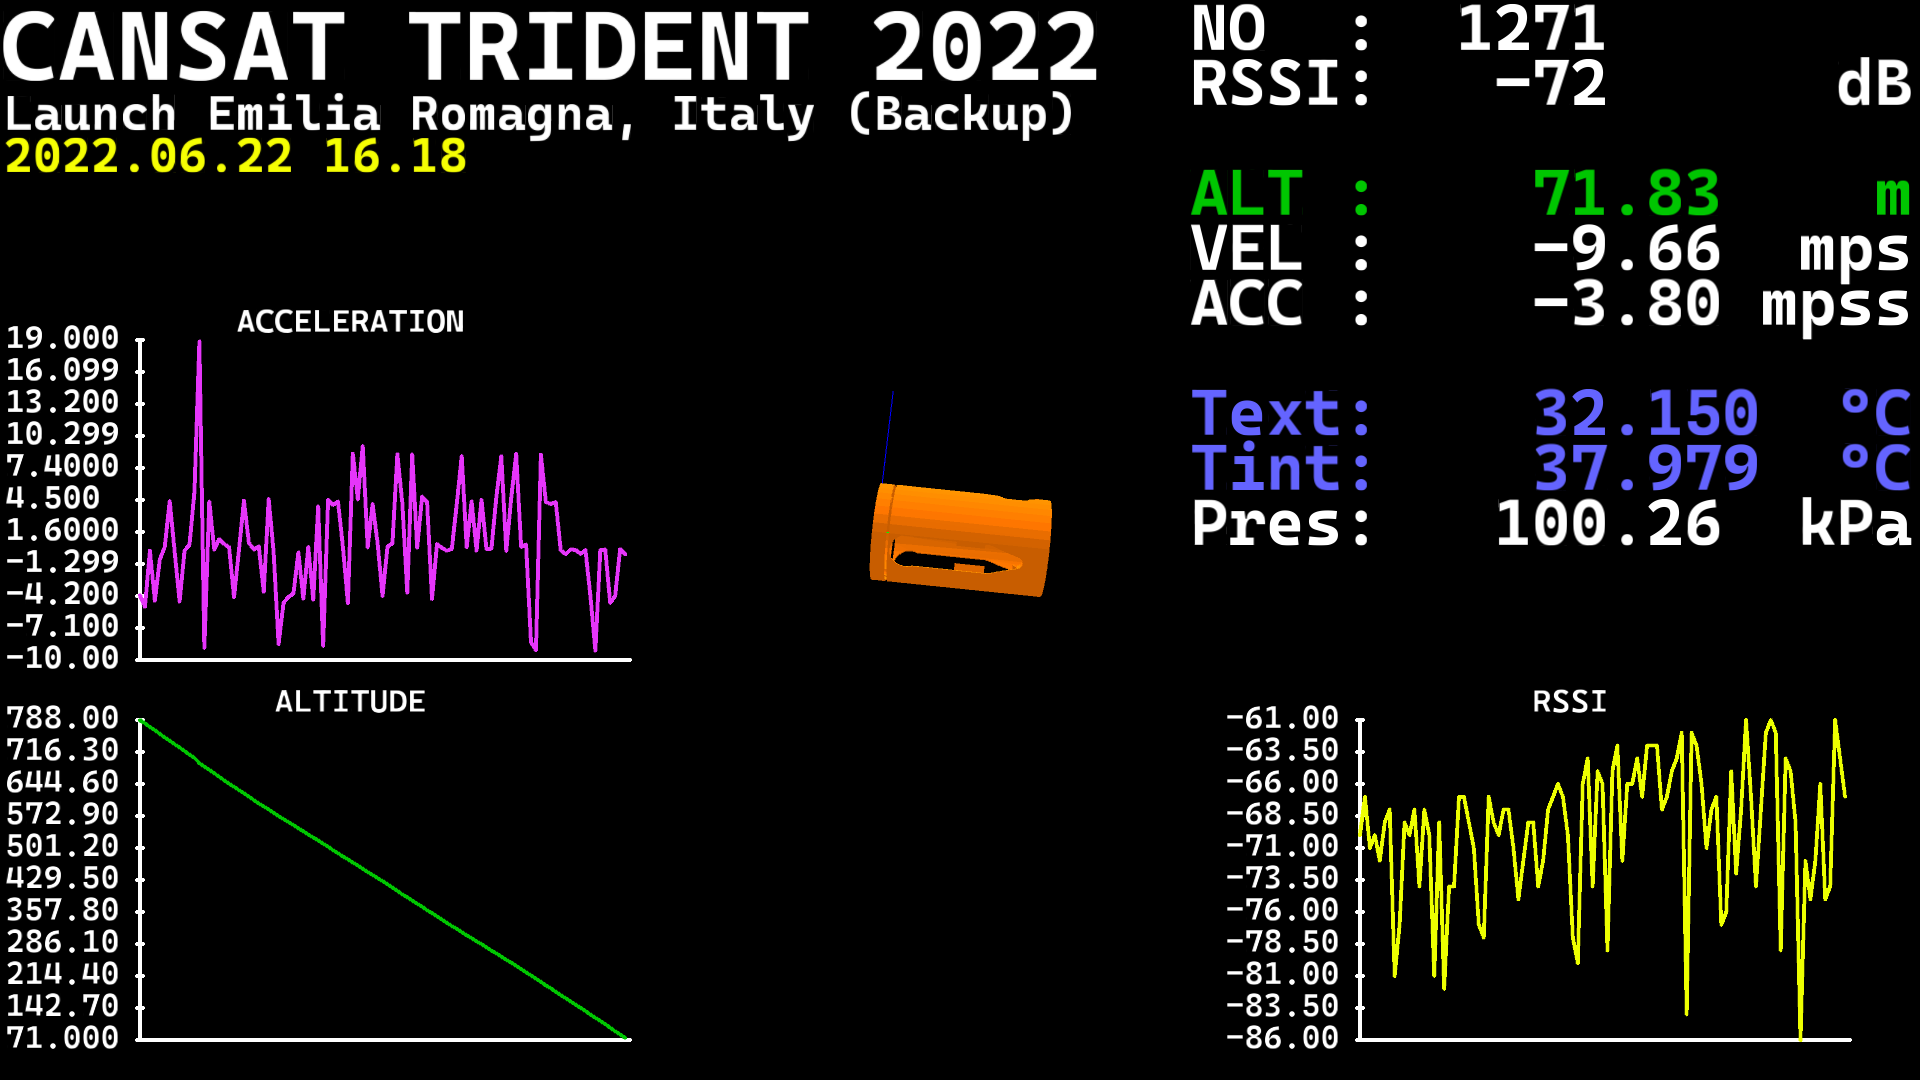 CANSAT TRIDENT 2022
Launch Emilia Romagna, Italy (Backup)
2022.06.22 16.18
NO : 1271
RSSI: -72 dB
ALT : 71.83 m
VEL : -9.66 mps
ACC : -3.80 mpss
Text: 32.150 °C
Tint: 37.979 °C
Pres: 100.26 kPa
ACCELERATION
19.000
16.099
13.200
10.299
7.4000
4.500
1.6000
-1.299
-4.200
-7.100
-10.00
ALTITUDE
788.00
716.30
644.60
572.90
501.20
429.50
357.80
286.10
214.40
142.70
71.000
RSSI
-61.00
-63.50
-66.00
-68.50
-71.00
-73.50
-76.00
-78.50
-81.00
-83.50
-86.00